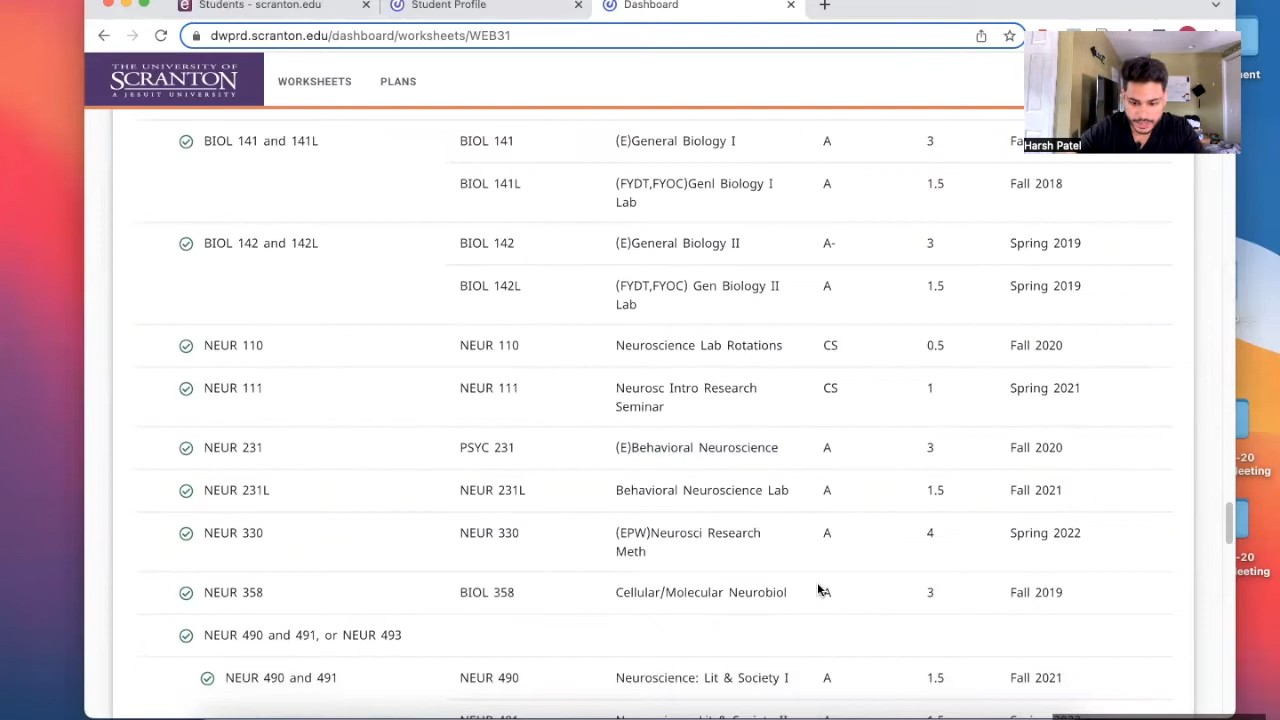 Students - scranton.edu
Student Profile
Dashboard
dwprd.scranton.edu/dashboard/worksheets/WEB31
THE UNIVERSITY OF
SCRANTON
A JESUIT UNIVERSITY
WORKSHEETS
PLANS
Harsh Patel
ent
BIOL 141 and 141L BIOL 141 (E)General Biology I A 3
BIOL 141L (FYDT,FYOC)Genl Biology I A 1.5 Fall 2018
Lab
BIOL 142 and 142L BIOL 142 (E)General Biology II A- 3 Spring 2019
BIOL 142L (FYDT,FYOC) Gen Biology II A 1.5 Spring 2019
Lab
NEUR 110 NEUR 110 Neuroscience Lab Rotations CS 0.5 Fall 2020
NEUR 111 NEUR 111 Neurosc Intro Research CS 1 Spring 2021
Seminar
NEUR 231 PSYC 231 (E)Behavioral Neuroscience A 3 Fall 2020
-20
eeting
NEUR 231L NEUR 231L Behavioral Neuroscience Lab A 1.5 Fall 2021
NEUR 330 NEUR 330 (EPW)Neurosci Research A 4 Spring 2022
Meth
-20
eeting
NEUR 358 BIOL 358 Cellular/Molecular Neurobiol A 3 Fall 2019
NEUR 490 and 491, or NEUR 493
NEUR 490 and 491 NEUR 490 Neuroscience: Lit & Society I A 1.5 Fall 2021